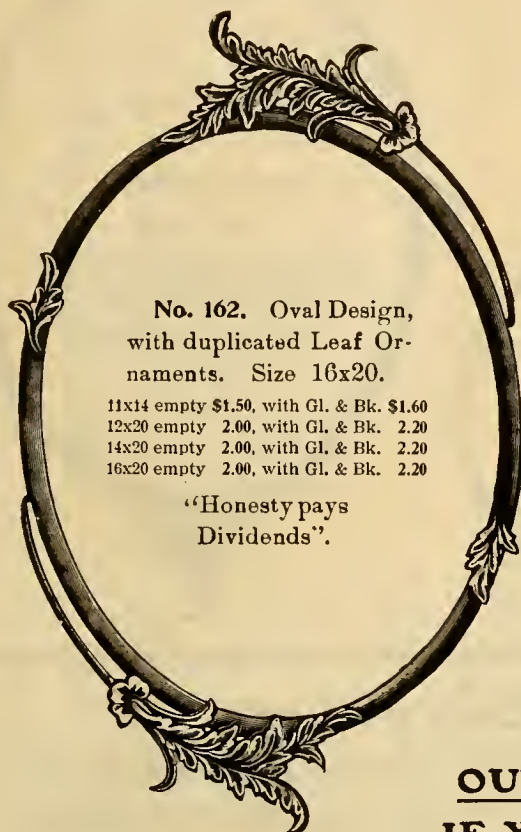 No. 162. Oval Design,
with duplicated Leaf Or-
naments. Size 16x20.
11x14 empty $1.50, with Gl. & Bk. $1.60
12x20 empty 2.00, with Gl. & Bk. 2.20
14x20 empty 2.00, with Gl. & Bk. 2.20
16x20 empty 2.00, with Gl. & Bk. 2.20
“Honesty pays
Dividends”.